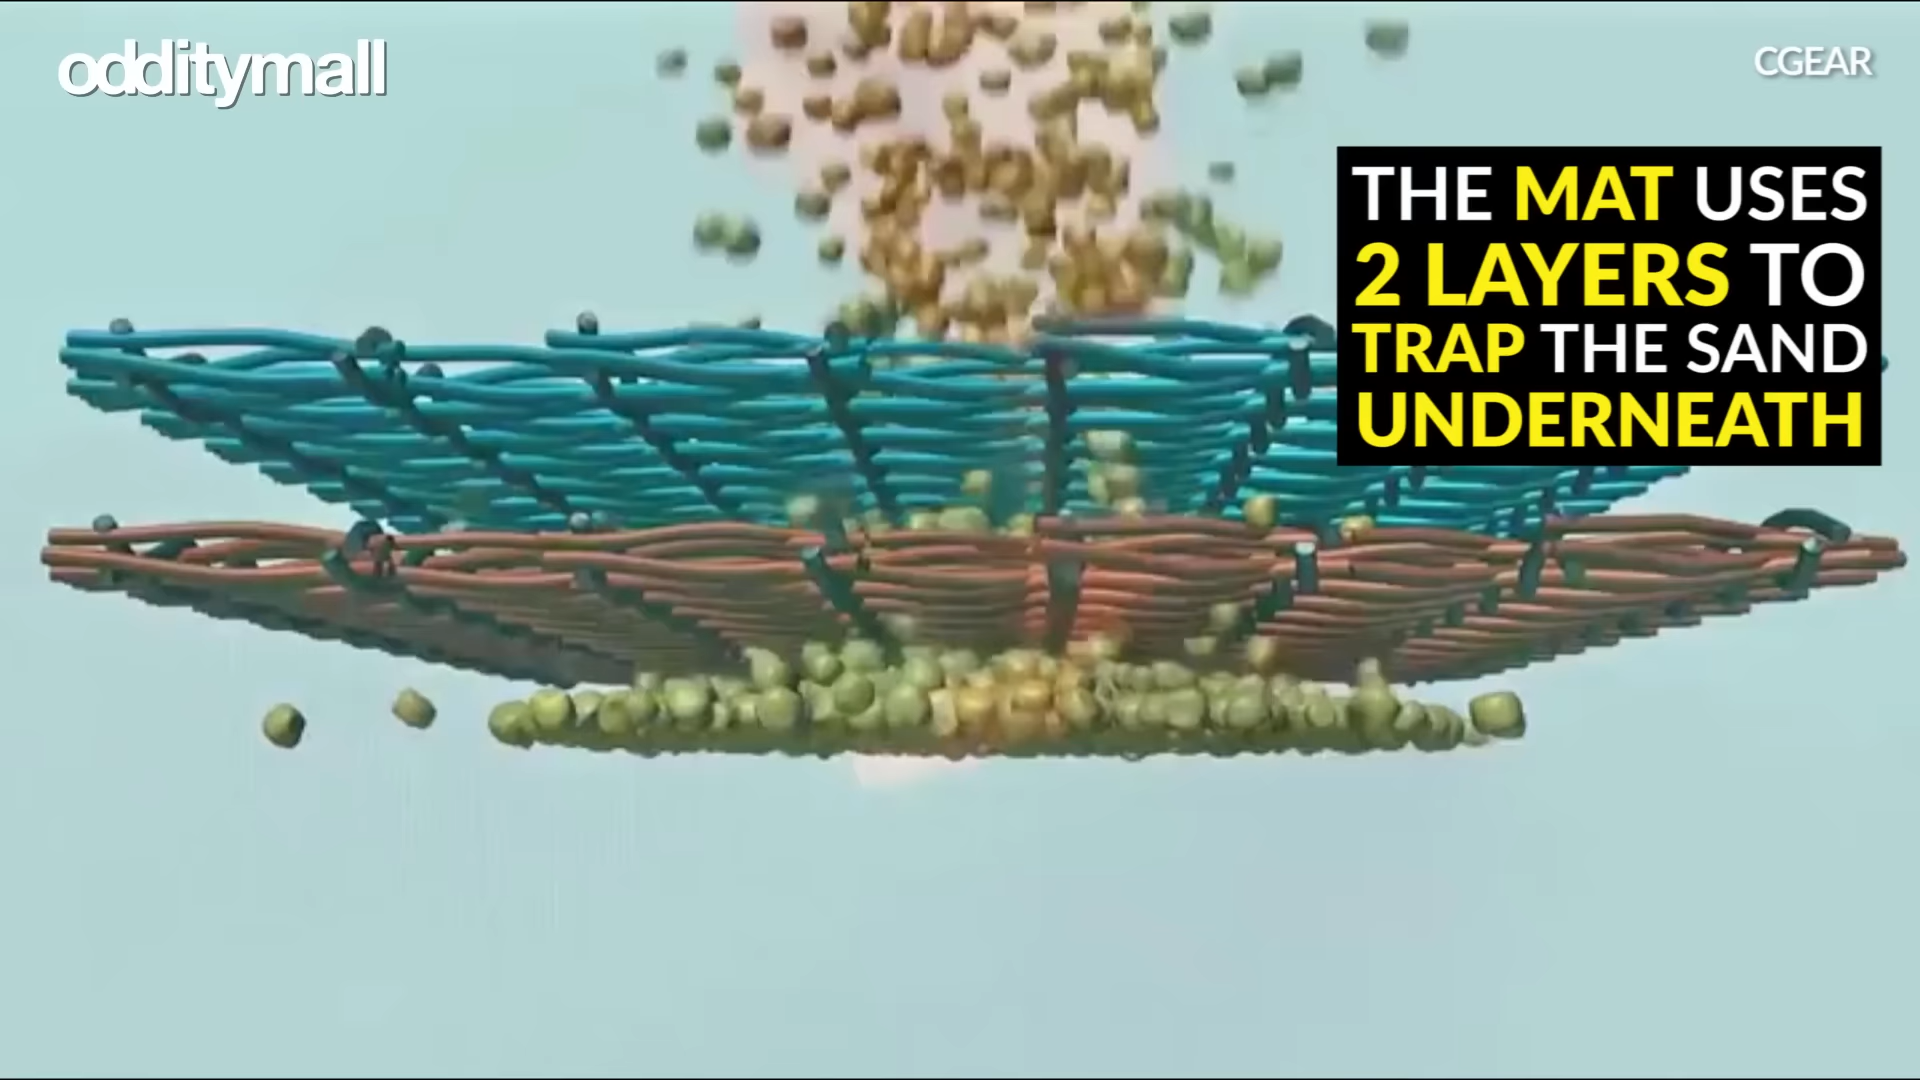 odditymall
CGEAR
THE MAT USES
2 LAYERS TO
TRAP THE SAND
UNDERNEATH